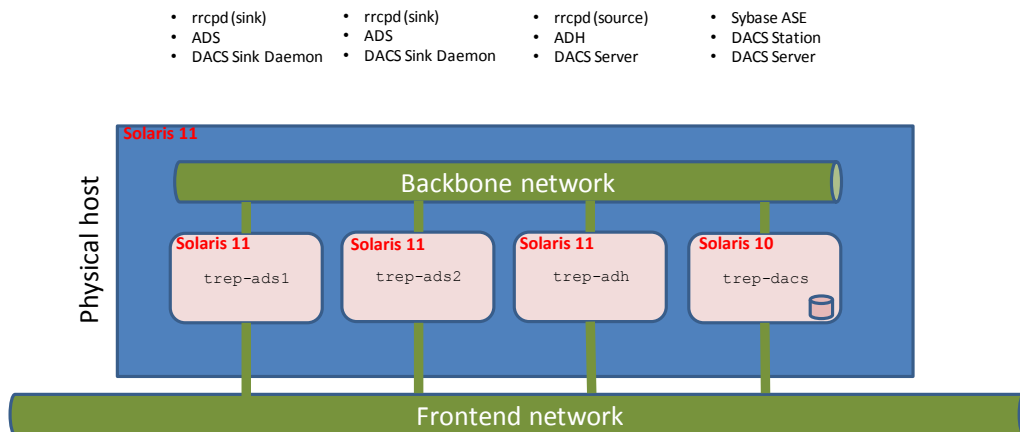 • rrcpd (sink)
• ADS
• DACS Sink Daemon
• rrcpd (sink)
• ADS
• DACS Sink Daemon
• rrcpd (source)
• ADH
• DACS Server
• Sybase ASE
• DACS Station
• DACS Server
Physical host
Solaris 11
Backbone network
Solaris 11
trep-ads1
Solaris 11
trep-ads2
Solaris 11
trep-adh
Solaris 10
trep-dacs
Frontend network